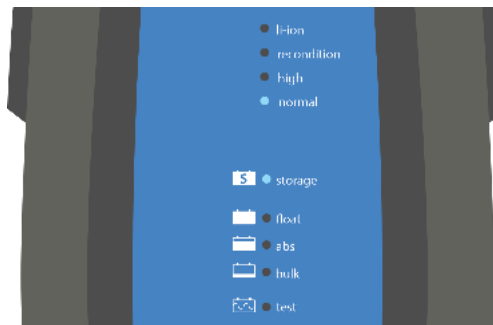 li-ion
recondition
high
normal
S storage
float
abs
bulk
test